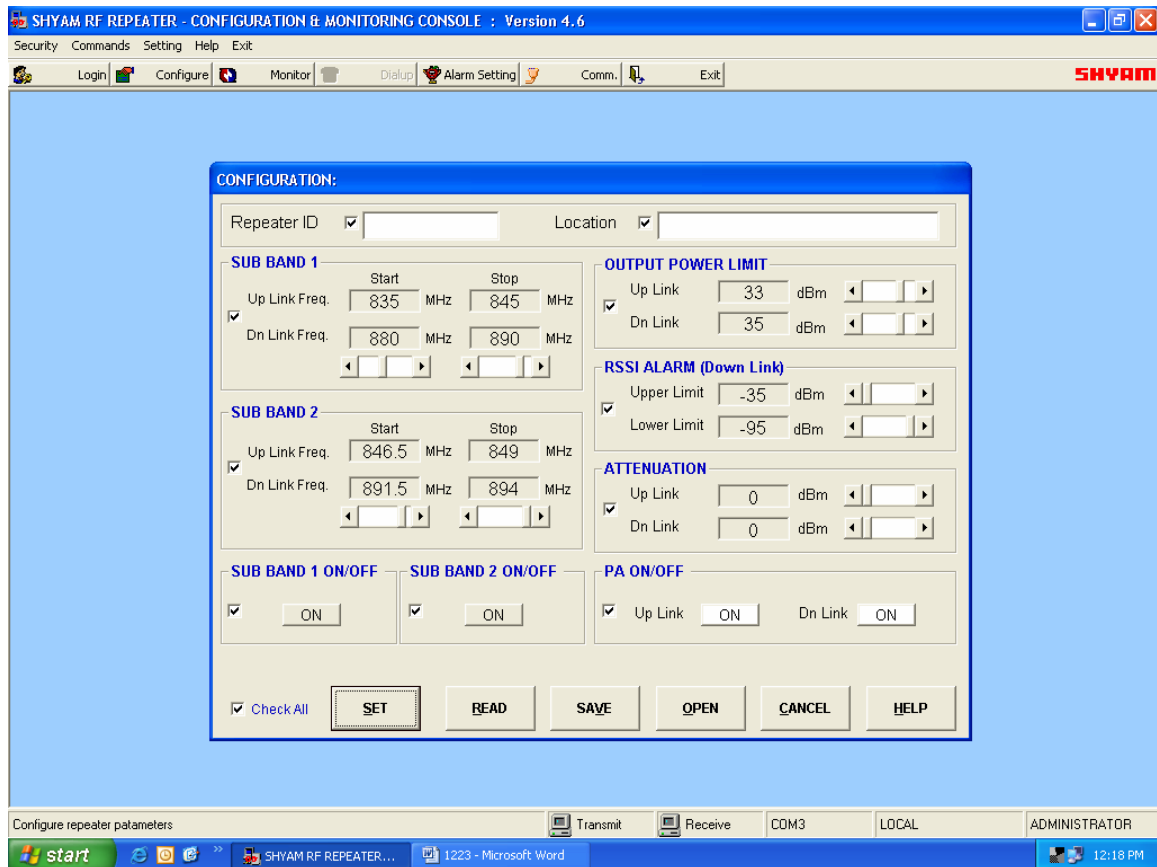 SHYAM RF REPEATER - CONFIGURATION & MONITORING CONSOLE : Version 4.6
Security Commands Setting Help Exit
Login Configure Monitor Dialup Alarm Setting Comm. Exit SHYAM
CONFIGURATION:
Repeater ID Location
SUB BAND 1
Start Stop
Up Link Freq. 835 MHz 845 MHz
Dn Link Freq. 880 MHz 890 MHz
OUTPUT POWER LIMIT
Up Link 33 dBm
Dn Link 35 dBm
RSSI ALARM (Down Link)
Upper Limit -35 dBm
Lower Limit -95 dBm
SUB BAND 2
Start Stop
Up Link Freq. 846.5 MHz 849 MHz
Dn Link Freq. 891.5 MHz 894 MHz
ATTENUATION
Up Link 0 dBm
Dn Link 0 dBm
SUB BAND 1 ON/OFF
ON
SUB BAND 2 ON/OFF
ON
PA ON/OFF
Up Link ON Dn Link ON
Check All SET READ SAVE OPEN CANCEL HELP
Configure repeater patameters Transmit Receive COM3 LOCAL ADMINISTRATOR
start SHYAM RF REPEATER... 1223 - Microsoft Word 12:18 PM